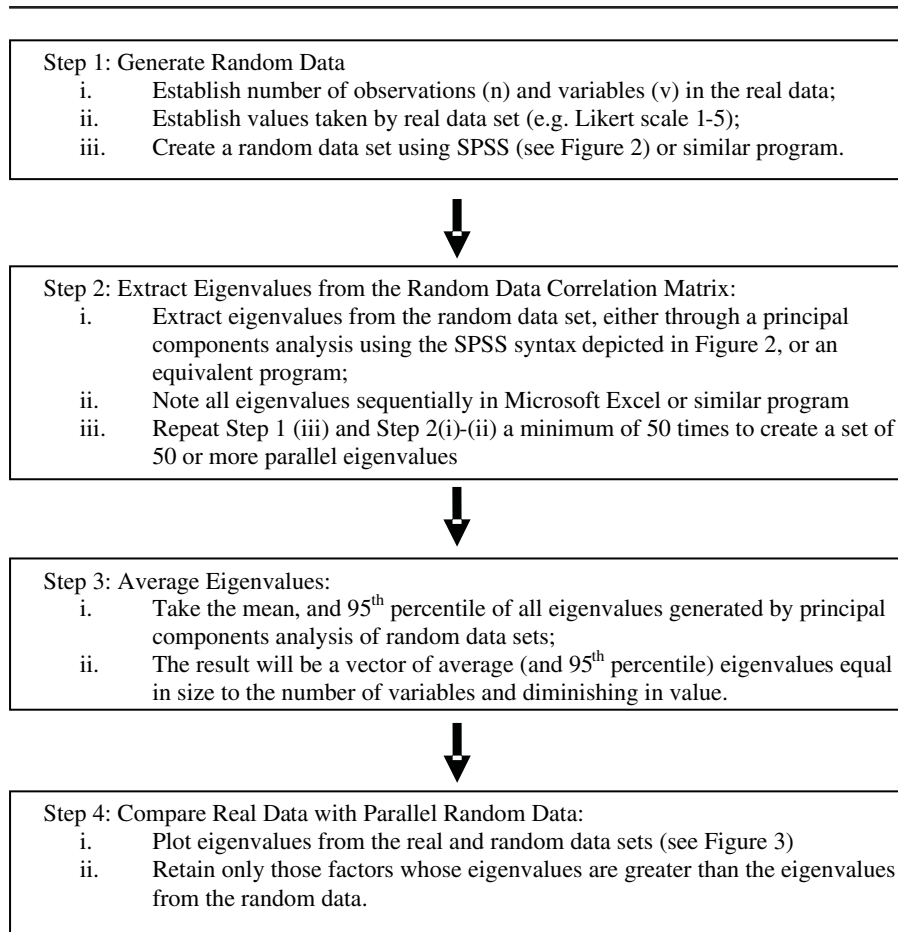 Step 1: Generate Random Data
i. Establish number of observations (n) and variables (v) in the real data;
ii. Establish values taken by real data set (e.g. Likert scale 1-5);
iii. Create a random data set using SPSS (see Figure 2) or similar program.
Step 2: Extract Eigenvalues from the Random Data Correlation Matrix:
i. Extract eigenvalues from the random data set, either through a principal
components analysis using the SPSS syntax depicted in Figure 2, or an
equivalent program;
ii. Note all eigenvalues sequentially in Microsoft Excel or similar program
iii. Repeat Step 1 (iii) and Step 2(i)-(ii) a minimum of 50 times to create a set of
50 or more parallel eigenvalues
Step 3: Average Eigenvalues:
i. Take the mean, and 95th percentile of all eigenvalues generated by principal
components analysis of random data sets;
ii. The result will be a vector of average (and 95th percentile) eigenvalues equal
in size to the number of variables and diminishing in value.
Step 4: Compare Real Data with Parallel Random Data:
i. Plot eigenvalues from the real and random data sets (see Figure 3)
ii. Retain only those factors whose eigenvalues are greater than the eigenvalues
from the random data.